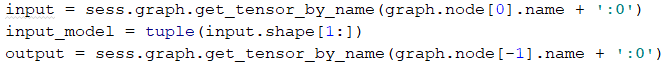 input = sess.graph.get_tensor_by_name(graph.node[0].name + ':0')
input_model = tuple(input.shape[1:])
output = sess.graph.get_tensor_by_name(graph.node[-1].name + ':0')